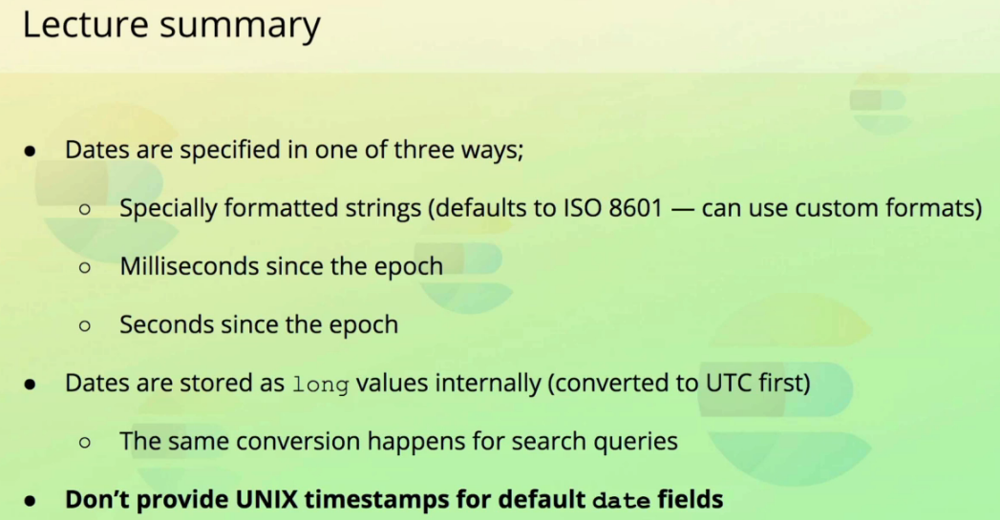 Lecture summary
● Dates are specified in one of three ways;
○ Specially formatted strings (defaults to ISO 8601 — can use custom formats)
○ Milliseconds since the epoch
○ Seconds since the epoch
● Dates are stored as long values internally (converted to UTC first)
○ The same conversion happens for search queries
● Don’t provide UNIX timestamps for default date fields